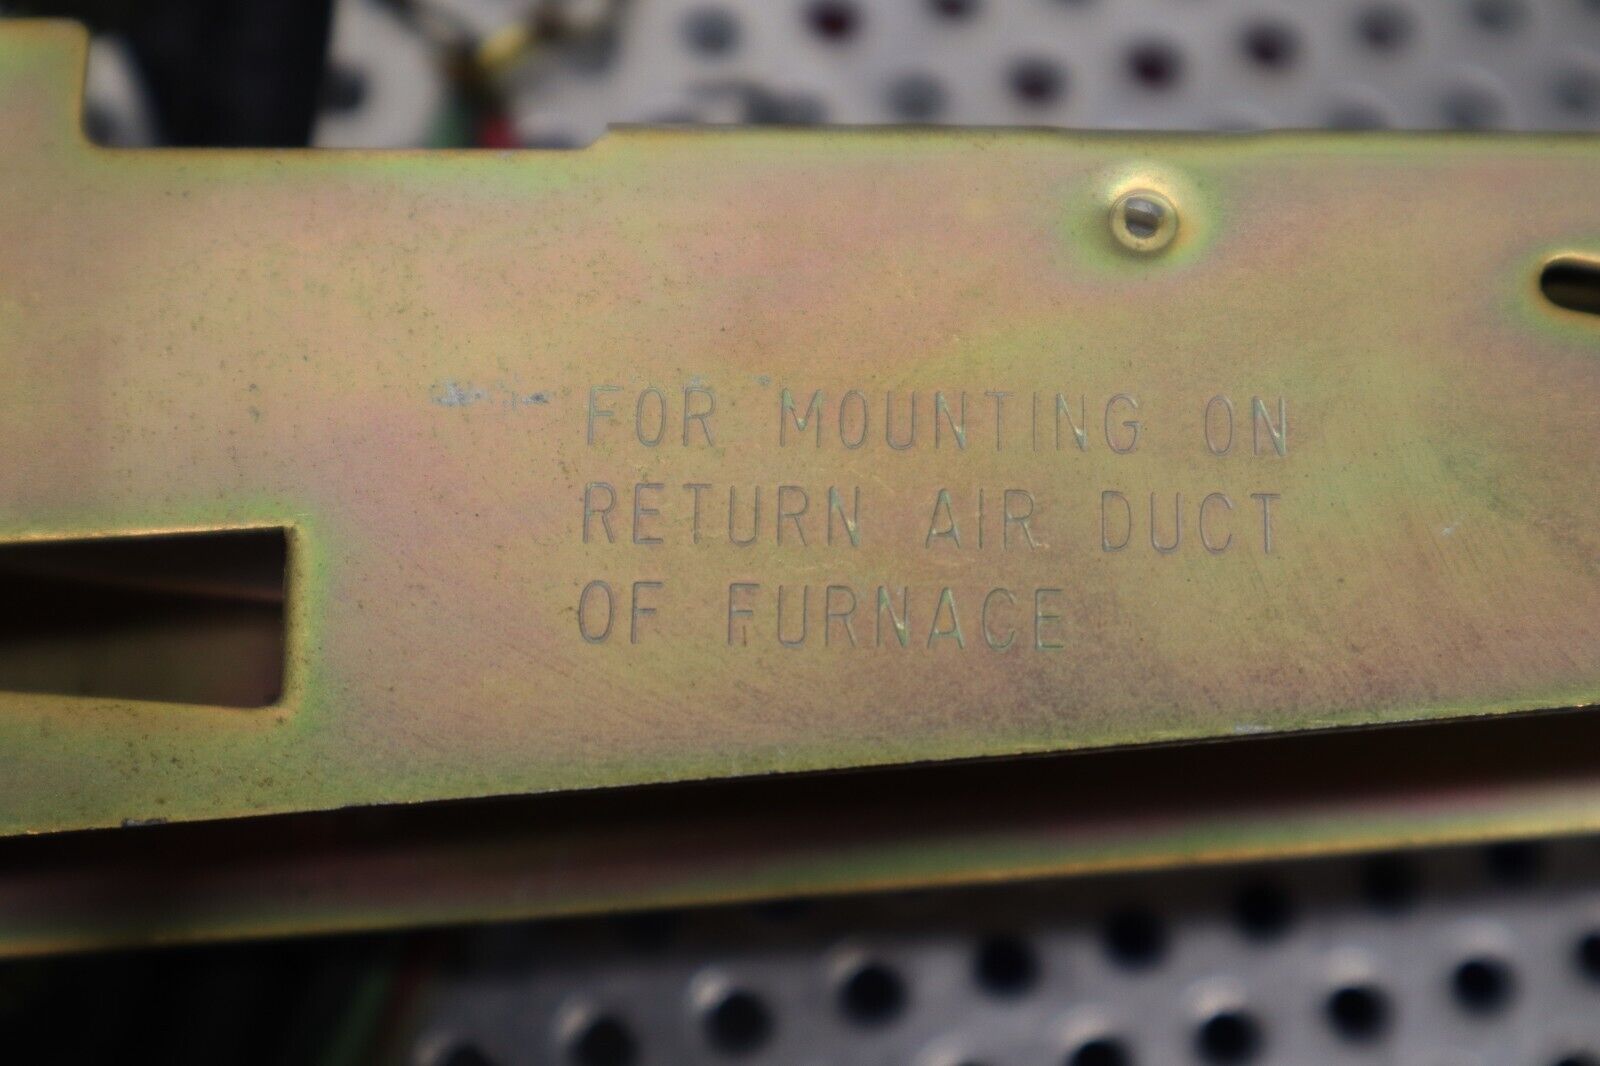 FOR MOUNTING ON
RETURN AIR DUCT
OF FURNACE